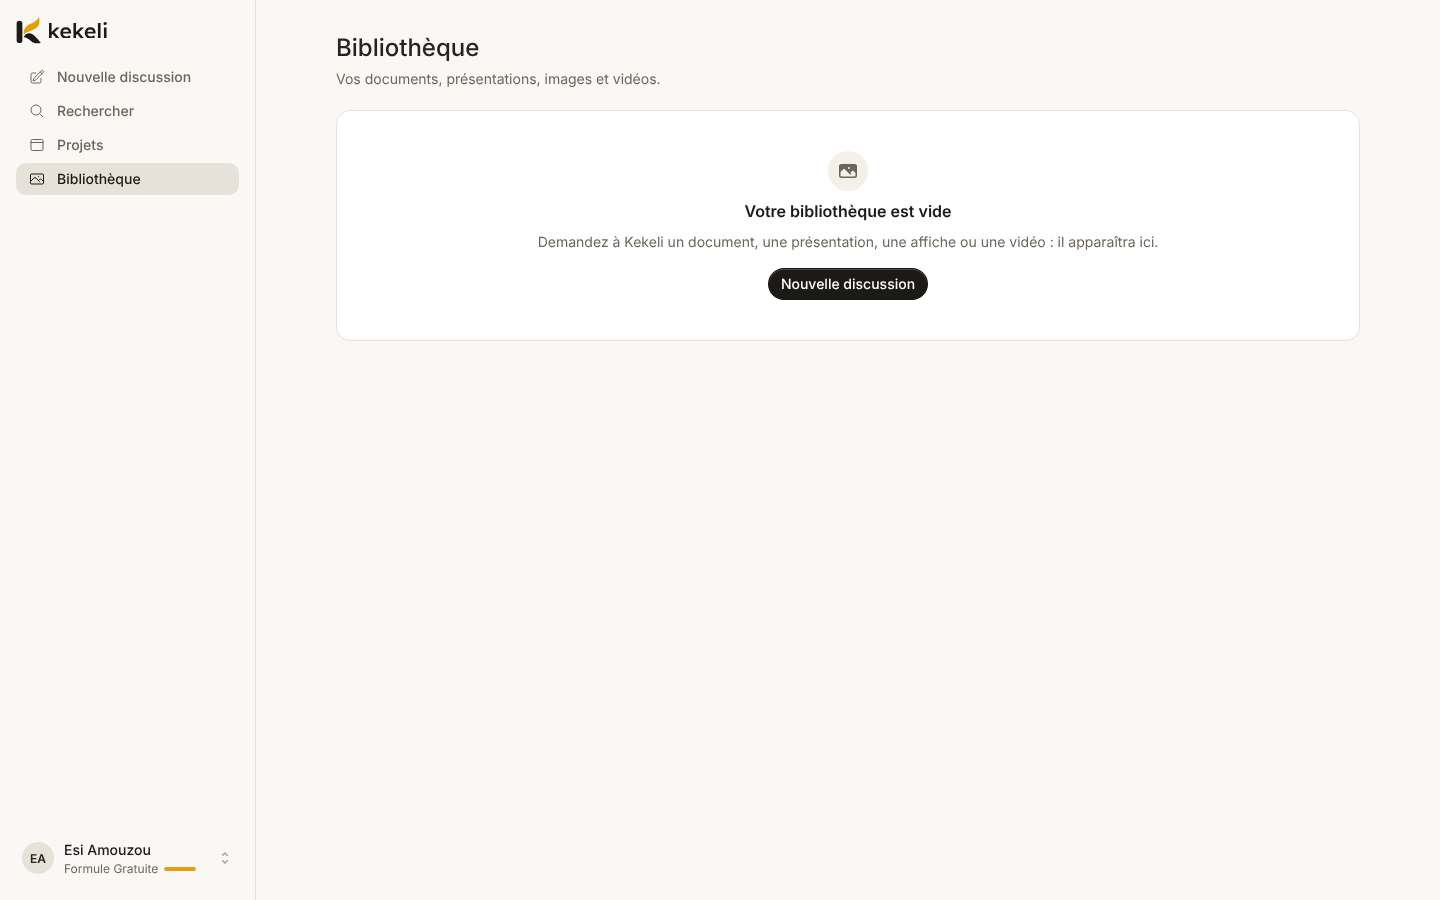 kekeli
Nouvelle discussion
Rechercher
Projets
Bibliothèque
EA
Esi Amouzou
Formule Gratuite
Bibliothèque
Vos documents, présentations, images et vidéos.
Votre bibliothèque est vide
Demandez à Kekeli un document, une présentation, une affiche ou une vidéo : il apparaîtra ici.
Nouvelle discussion